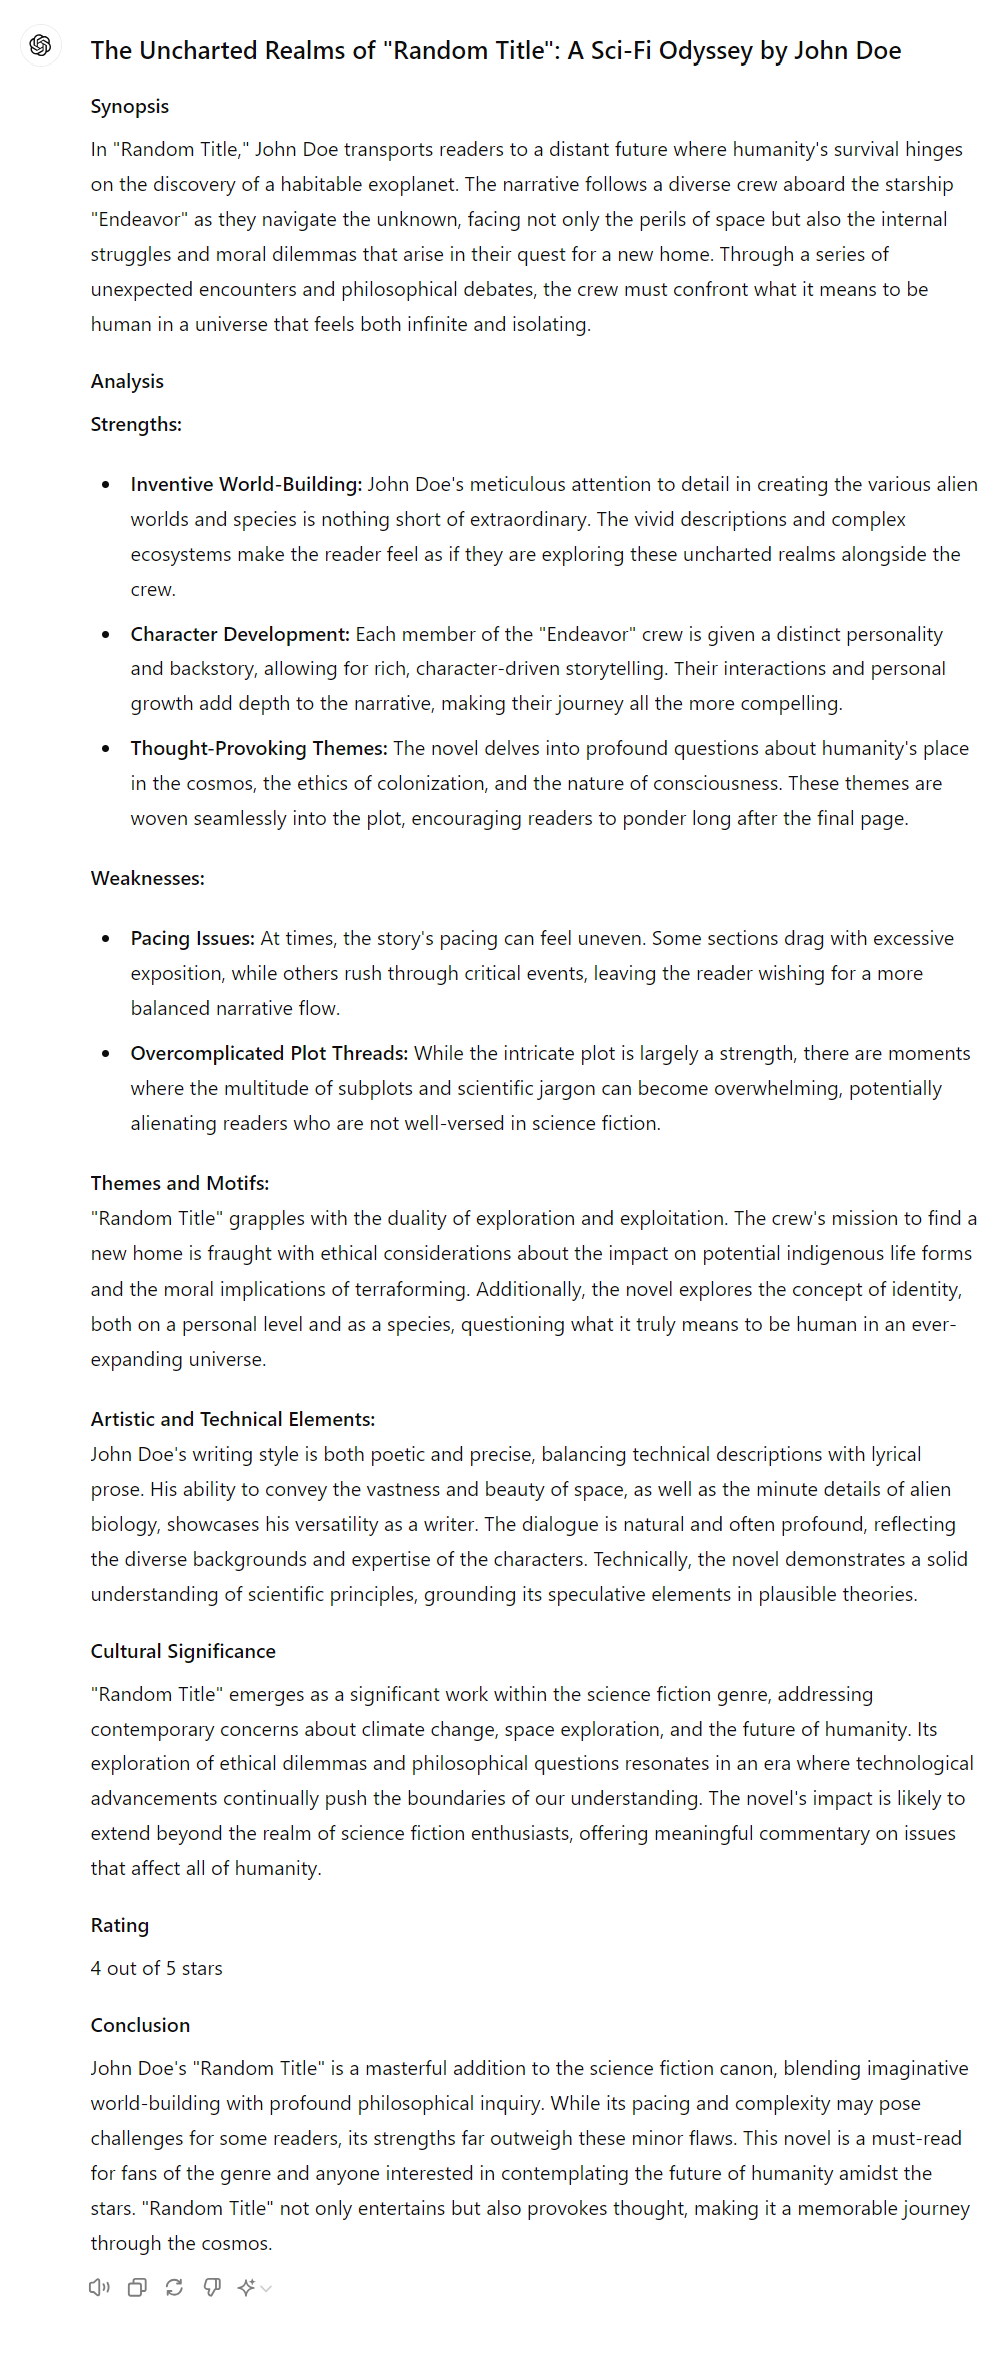 The Uncharted Realms of "Random Title": A Sci-Fi Odyssey by John Doe
Synopsis
In "Random Title," John Doe transports readers to a distant future where humanity's survival hinges
on the discovery of a habitable exoplanet. The narrative follows a diverse crew aboard the starship
"Endeavor" as they navigate the unknown, facing not only the perils of space but also the internal
struggles and moral dilemmas that arise in their quest for a new home. Through a series of
unexpected encounters and philosophical debates, the crew must confront what it means to be
human in a universe that feels both infinite and isolating.
Analysis
Strengths:
• Inventive World-Building: John Doe's meticulous attention to detail in creating the various alien
worlds and species is nothing short of extraordinary. The vivid descriptions and complex
ecosystems make the reader feel as if they are exploring these uncharted realms alongside the
crew.
• Character Development: Each member of the "Endeavor" crew is given a distinct personality
and backstory, allowing for rich, character-driven storytelling. Their interactions and personal
growth add depth to the narrative, making their journey all the more compelling.
• Thought-Provoking Themes: The novel delves into profound questions about humanity's place
in the cosmos, the ethics of colonization, and the nature of consciousness. These themes are
woven seamlessly into the plot, encouraging readers to ponder long after the final page.
Weaknesses:
• Pacing Issues: At times, the story's pacing can feel uneven. Some sections drag with excessive
exposition, while others rush through critical events, leaving the reader wishing for a more
balanced narrative flow.
• Overcomplicated Plot Threads: While the intricate plot is largely a strength, there are moments
where the multitude of subplots and scientific jargon can become overwhelming, potentially
alienating readers who are not well-versed in science fiction.
Themes and Motifs:
"Random Title" grapples with the duality of exploration and exploitation. The crew's mission to find a
new home is fraught with ethical considerations about the impact on potential indigenous life forms
and the moral implications of terraforming. Additionally, the novel explores the concept of identity,
both on a personal level and as a species, questioning what it truly means to be human in an ever-
expanding universe.
Artistic and Technical Elements:
John Doe's writing style is both poetic and precise, balancing technical descriptions with lyrical
prose. His ability to convey the vastness and beauty of space, as well as the minute details of alien
biology, showcases his versatility as a writer. The dialogue is natural and often profound, reflecting
the diverse backgrounds and expertise of the characters. Technically, the novel demonstrates a solid
understanding of scientific principles, grounding its speculative elements in plausible theories.
Cultural Significance
"Random Title" emerges as a significant work within the science fiction genre, addressing
contemporary concerns about climate change, space exploration, and the future of humanity. Its
exploration of ethical dilemmas and philosophical questions resonates in an era where technological
advancements continually push the boundaries of our understanding. The novel's impact is likely to
extend beyond the realm of science fiction enthusiasts, offering meaningful commentary on issues
that affect all of humanity.
Rating
4 out of 5 stars
Conclusion
John Doe's "Random Title" is a masterful addition to the science fiction canon, blending imaginative
world-building with profound philosophical inquiry. While its pacing and complexity may pose
challenges for some readers, its strengths far outweigh these minor flaws. This novel is a must-read
for fans of the genre and anyone interested in contemplating the future of humanity amidst the
stars. "Random Title" not only entertains but also provokes thought, making it a memorable journey
through the cosmos.